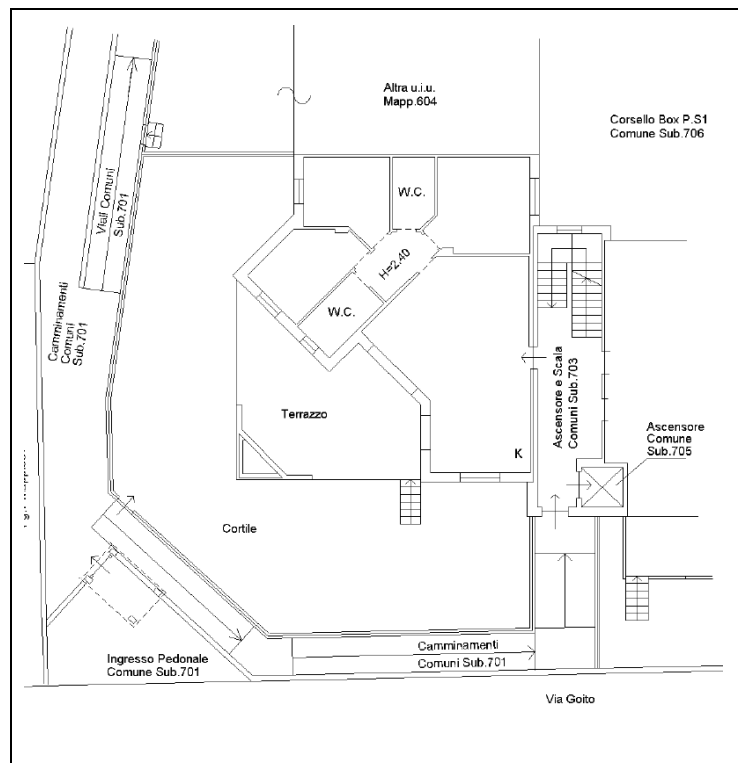 Altra u.i.u.
Mapp.604
Corsello Box P.S1
Comune Sub.706
Viali Comuni
Sub.701
W.C.
H=2.40
Camminamenti
Comuni
Sub.701
W.C.
Ascensore e Scala
Comuni Sub.703
Terrazzo
K
Ascensore
Comune
Sub.705
Cortile
Ingresso Pedonale
Comune Sub.701
Camminamenti
Comuni Sub.701
Via Goito